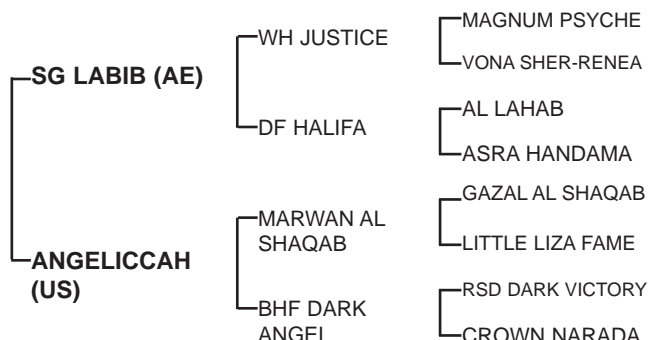 SG LABIB (AE)
WH JUSTICE
MAGNUM PSYCHE
VONA SHER-RENEA
DF HALIFA
AL LAHAB
ASRA HANDAMA
ANGELICCAH
(US)
MARWAN AL
SHAQAB
GAZAL AL SHAQAB
LITTLE LIZA FAME
BHF DARK
ANGEL
RSD DARK VICTORY
CROWN NARADA